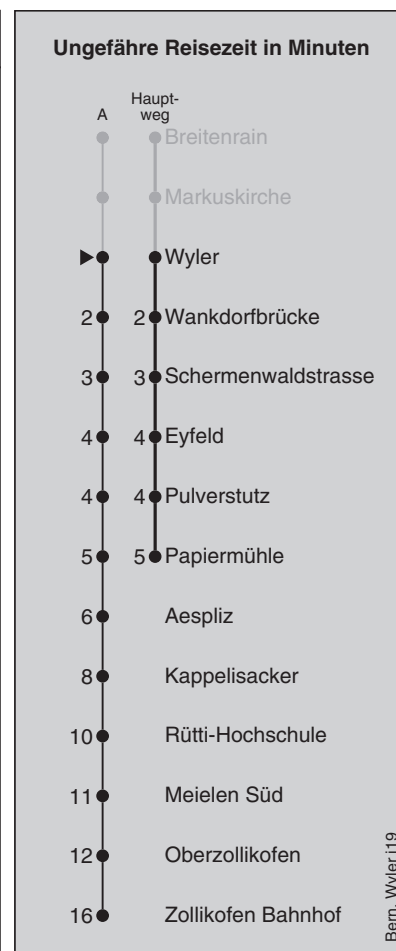 Ungefähre Reisezeit in Minuten
Haupt-
A weg
Breitenrain
Markuskirche
Wyler
2 2 Wankdorfbrücke
3 3 Schermenwaldstrasse
4 4 Eyfeld
4 4 Pulverstutz
5 5 Papiermühle
6 Aespliz
8 Kappelisacker
10 Rütti-Hochschule
11 Meielen Süd
12 Oberzollikofen
16 Zollikofen Bahnhof
Bern, Wyler j19